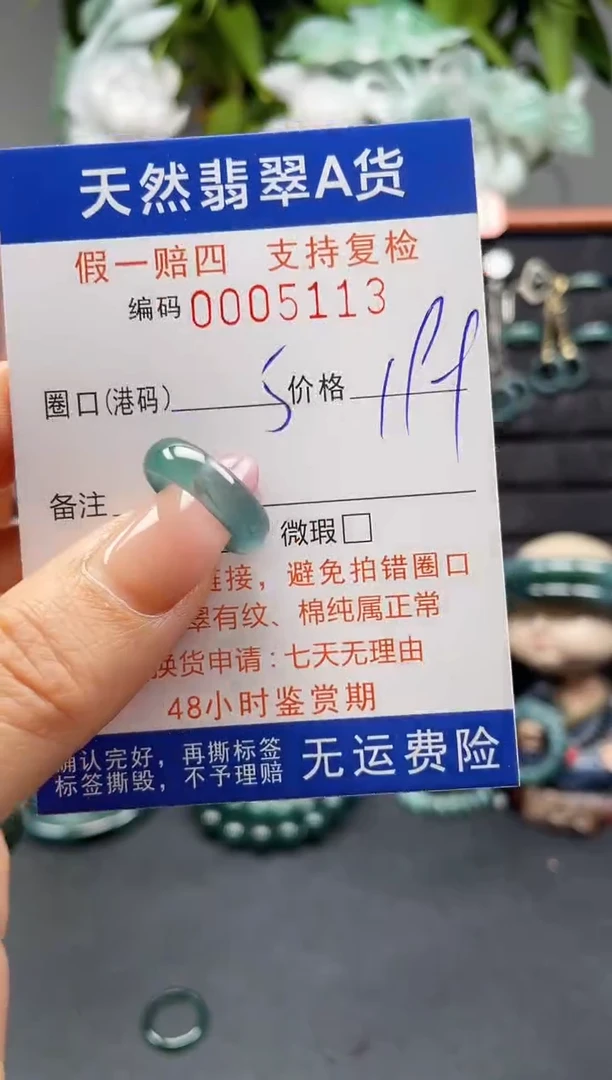 天然翡翠A货
假一赔四 支持复检
编码 0005113
圈口(港码) 5 价格
备注
微瑕□
链接，避免拍错圈口
翠有纹、棉纯属正常
换货申请：七天无理由
48小时鉴赏期
确认完好，再撕标签
标签撕毁，不予理赔
无运费险